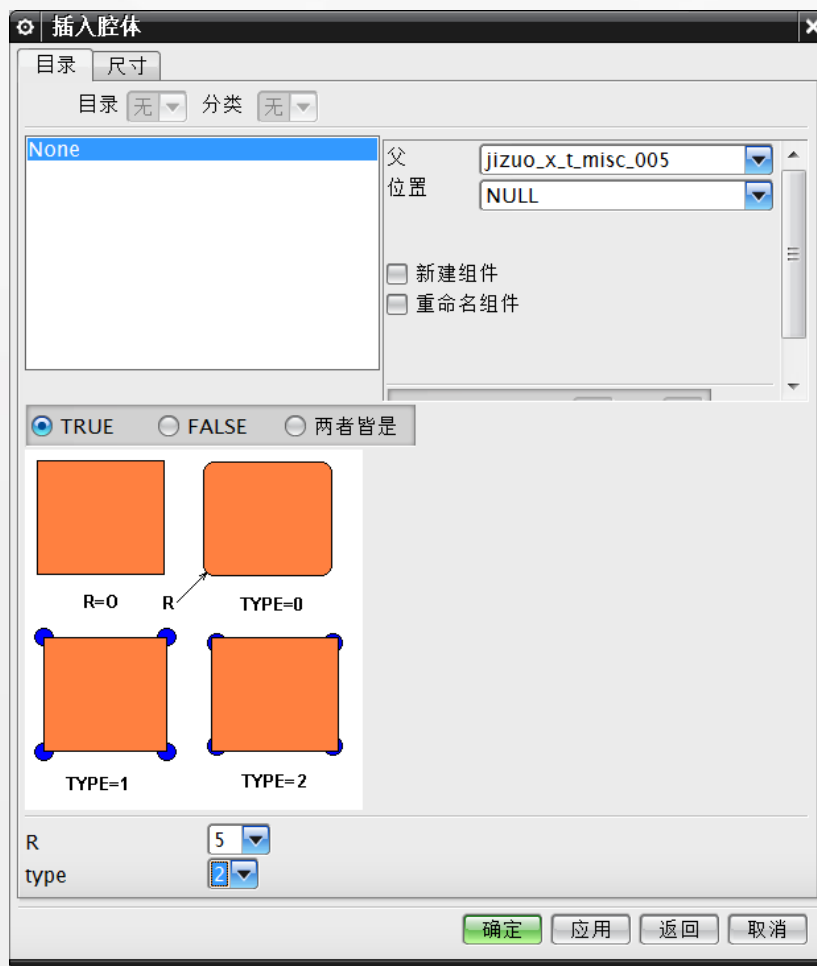 插入腔体
目录 尺寸
目录 无 分类 无
None
父 jizuo_x_t_misc_005
位置 NULL
新建组件
重命名组件
TRUE FALSE 两者皆是
R=0 R TYPE=0
TYPE=1 TYPE=2
R 5
type 2
确定 应用 返回 取消